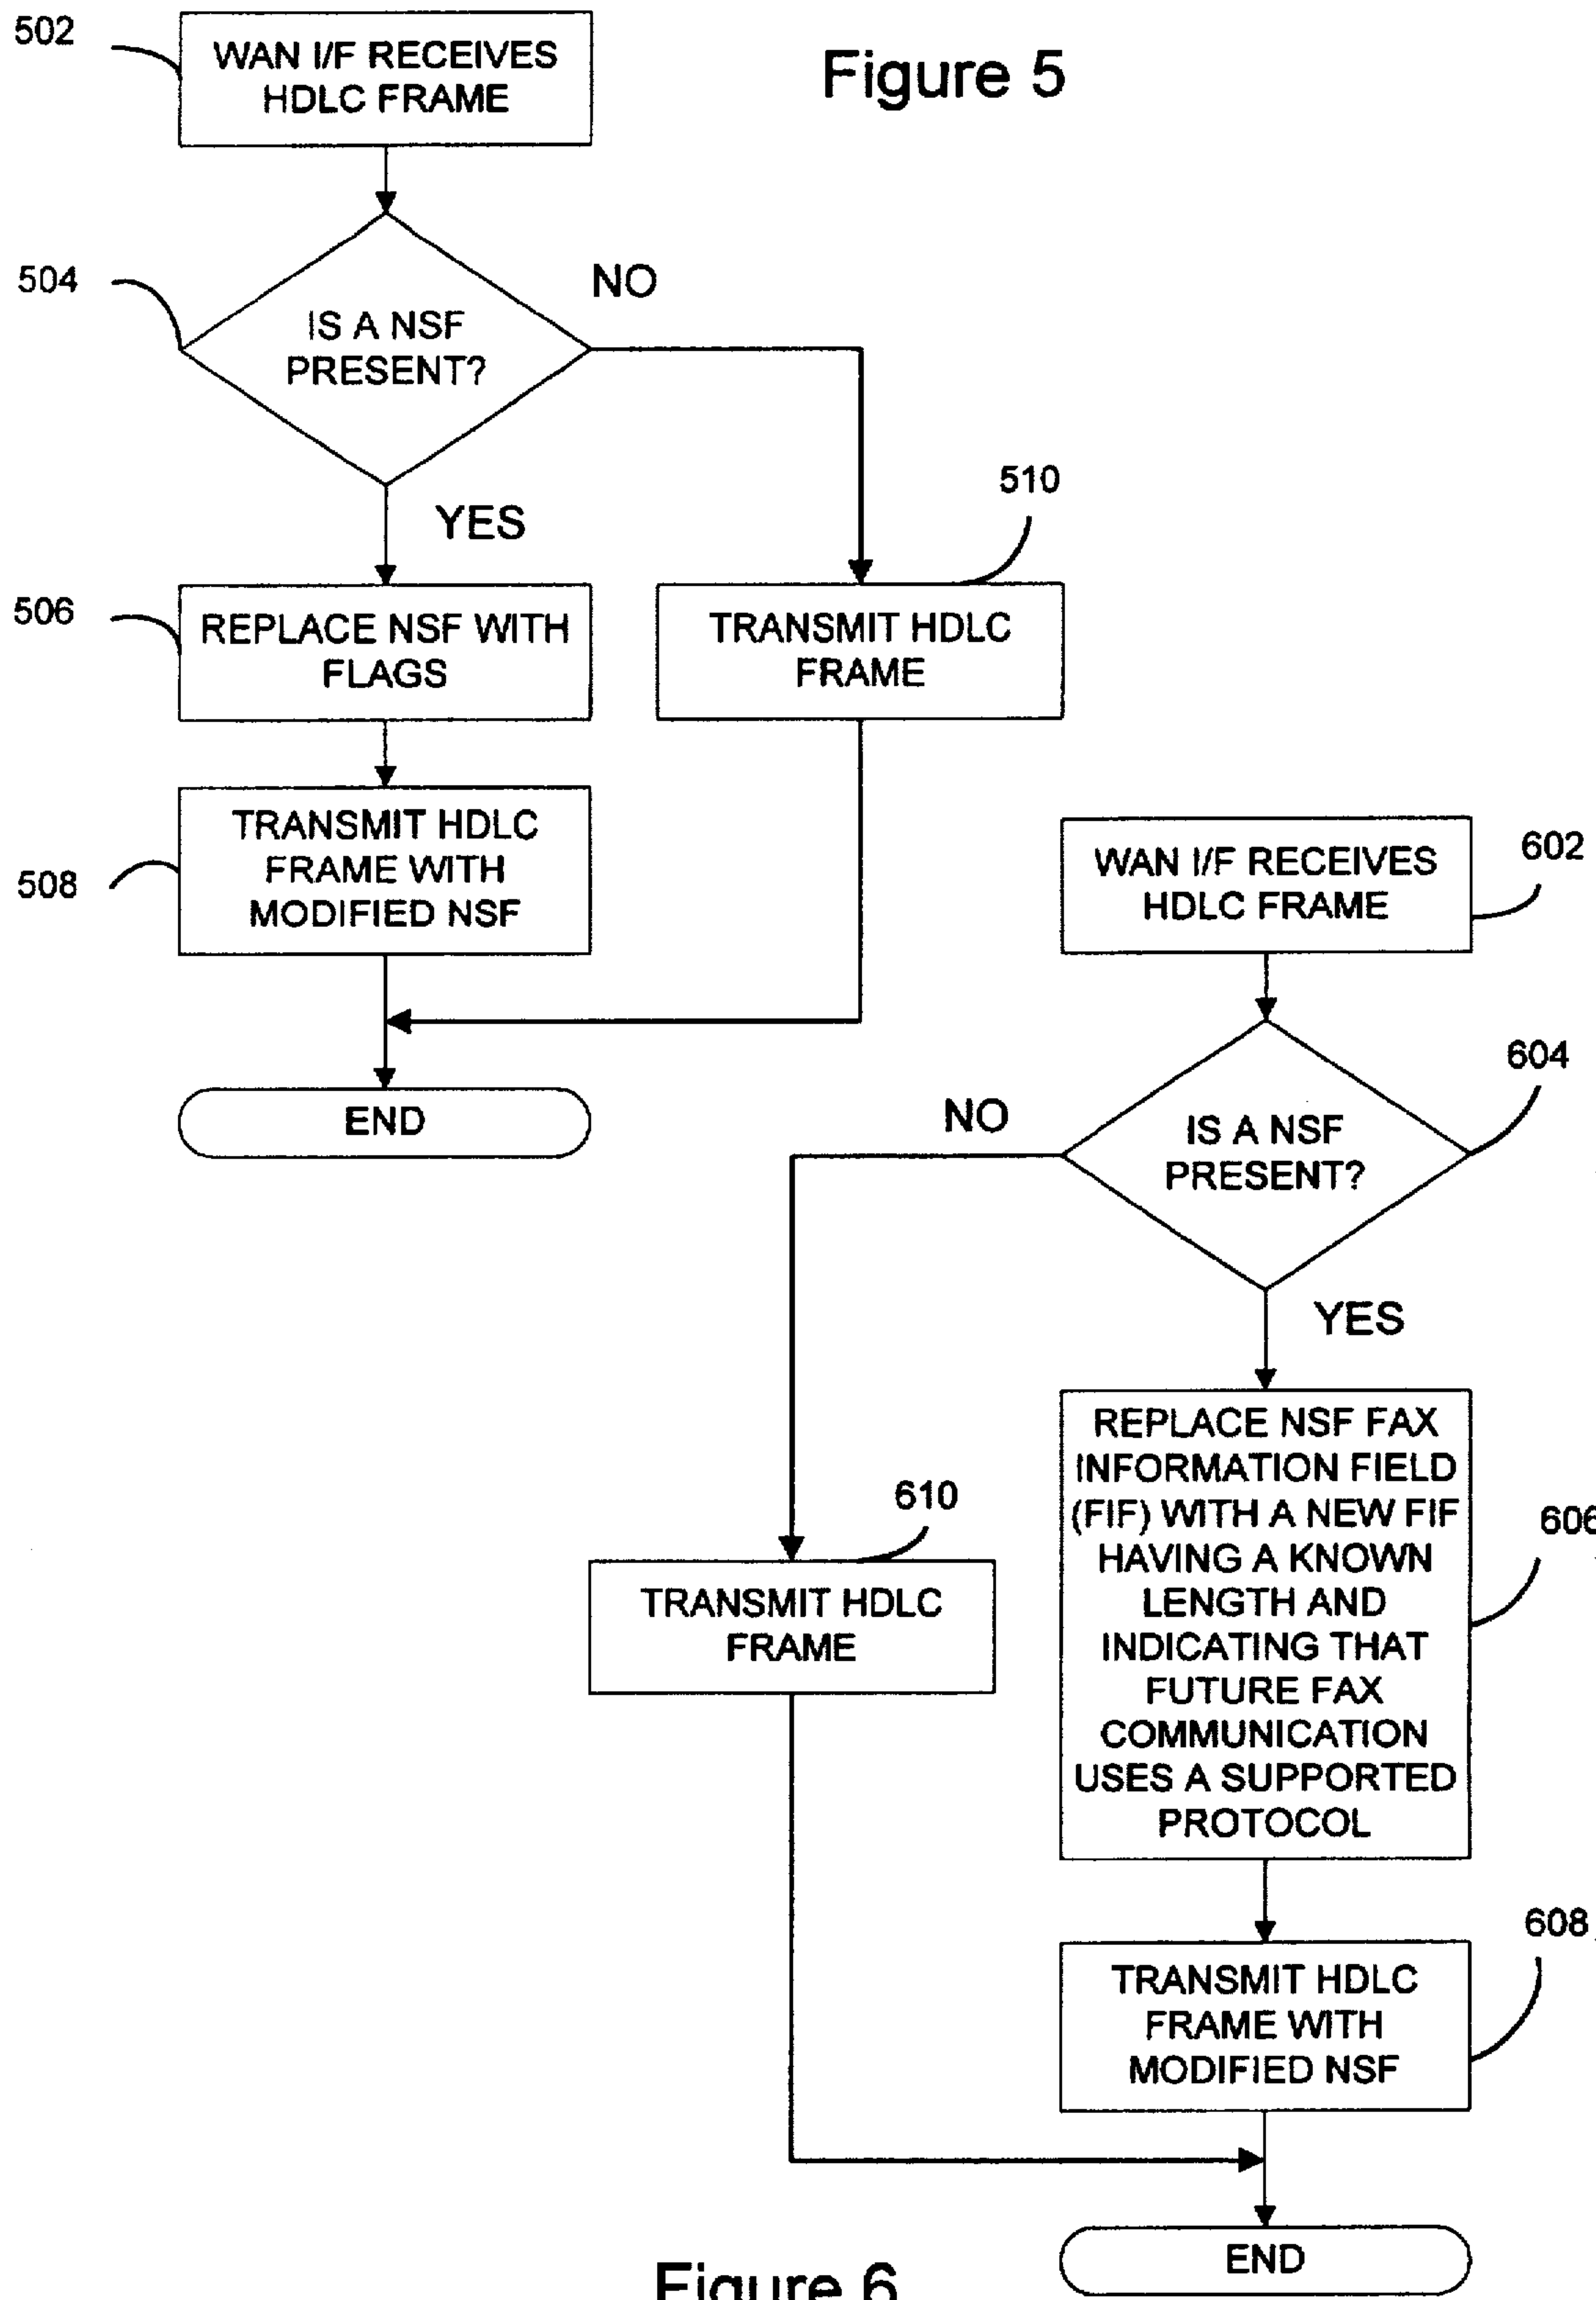 502
WAN I/F RECEIVES
HDLC FRAME
Figure 5
504
IS A NSF
PRESENT?
NO
YES
510
506
REPLACE NSF WITH
FLAGS
TRANSMIT HDLC
FRAME
508
TRANSMIT HDLC
FRAME WITH
MODIFIED NSF
END
602
WAN I/F RECEIVES
HDLC FRAME
604
IS A NSF
PRESENT?
NO
YES
606
REPLACE NSF FAX
INFORMATION FIELD
(FIF) WITH A NEW FIF
HAVING A KNOWN
LENGTH AND
INDICATING THAT
FUTURE FAX
COMMUNICATION
USES A SUPPORTED
PROTOCOL
610
TRANSMIT HDLC
FRAME
608
TRANSMIT HDLC
FRAME WITH
MODIFIED NSF
END
Figure 6